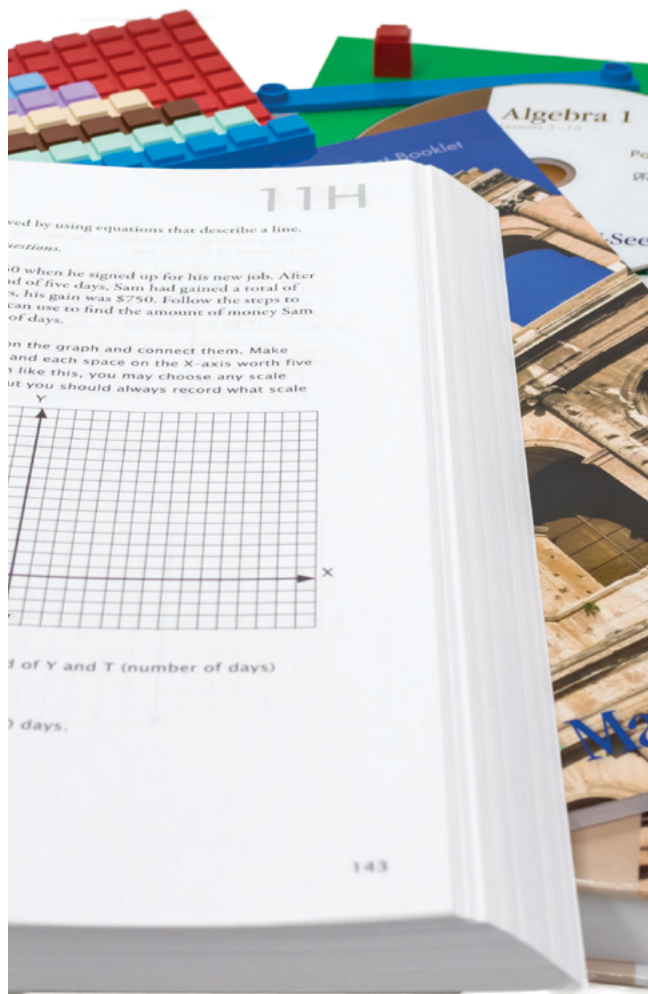 Algebra 1
Booklet
11H
ved by using equations that describe a line.
estions.
50 when he signed up for his new job. After
d of five days, Sam had gained a total of
s, his gain was $750. Follow the steps to
can use to find the amount of money Sam
of days.
on the graph and connect them. Make
and each space on the X-axis worth five
like this, you may choose any scale
ut you should always record what scale
Y
X
d of Y and T (number of days)
0 days.
143
Ma